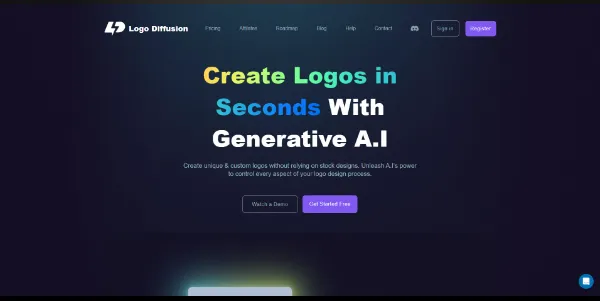 Logo Diffusion Pricing Affiliates Roadmap Blog Help Contact Sign in Register
Create Logos in
Seconds With
Generative A.I
Create unique & custom logos without relying on stock designs. Unleash A.I's power
to control every aspect of your logo design process.
Watch a Demo Get Started Free